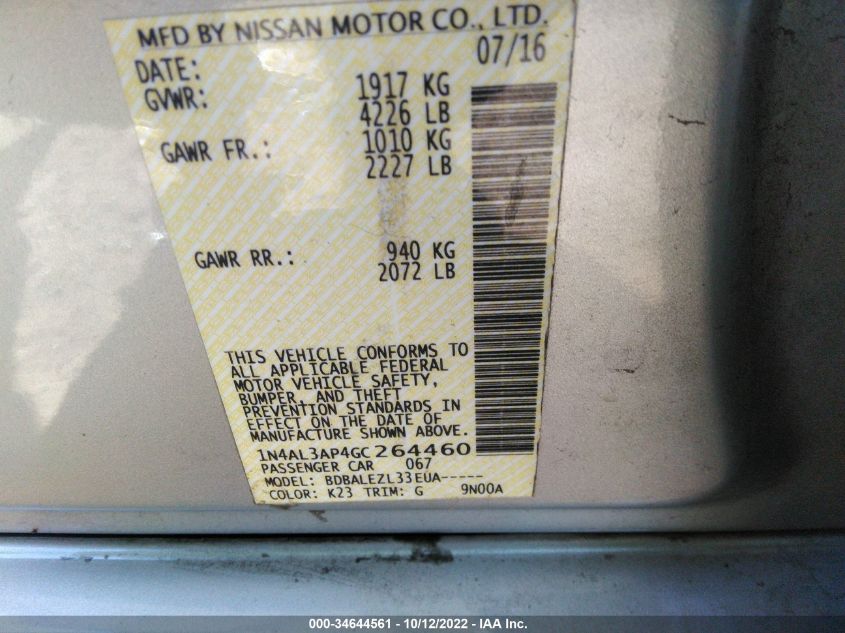 MFD BY NISSAN MOTOR CO., LTD.
DATE: 07/16
GVWR: 1917 KG
4226 LB
GAWR FR.: 1010 KG
2227 LB
GAWR RR.: 940 KG
2072 LB
THIS VEHICLE CONFORMS TO
ALL APPLICABLE FEDERAL
MOTOR VEHICLE SAFETY,
BUMPER, AND THEFT
PREVENTION STANDARDS IN
EFFECT ON THE DATE OF
MANUFACTURE SHOWN ABOVE.
1N4AL3AP4GC264460
PASSENGER CAR 067
MODEL: BDBALEZL33EUA-----
COLOR: K23 TRIM: G 9N00A
000-34644561 - 10/12/2022 - IAA Inc.